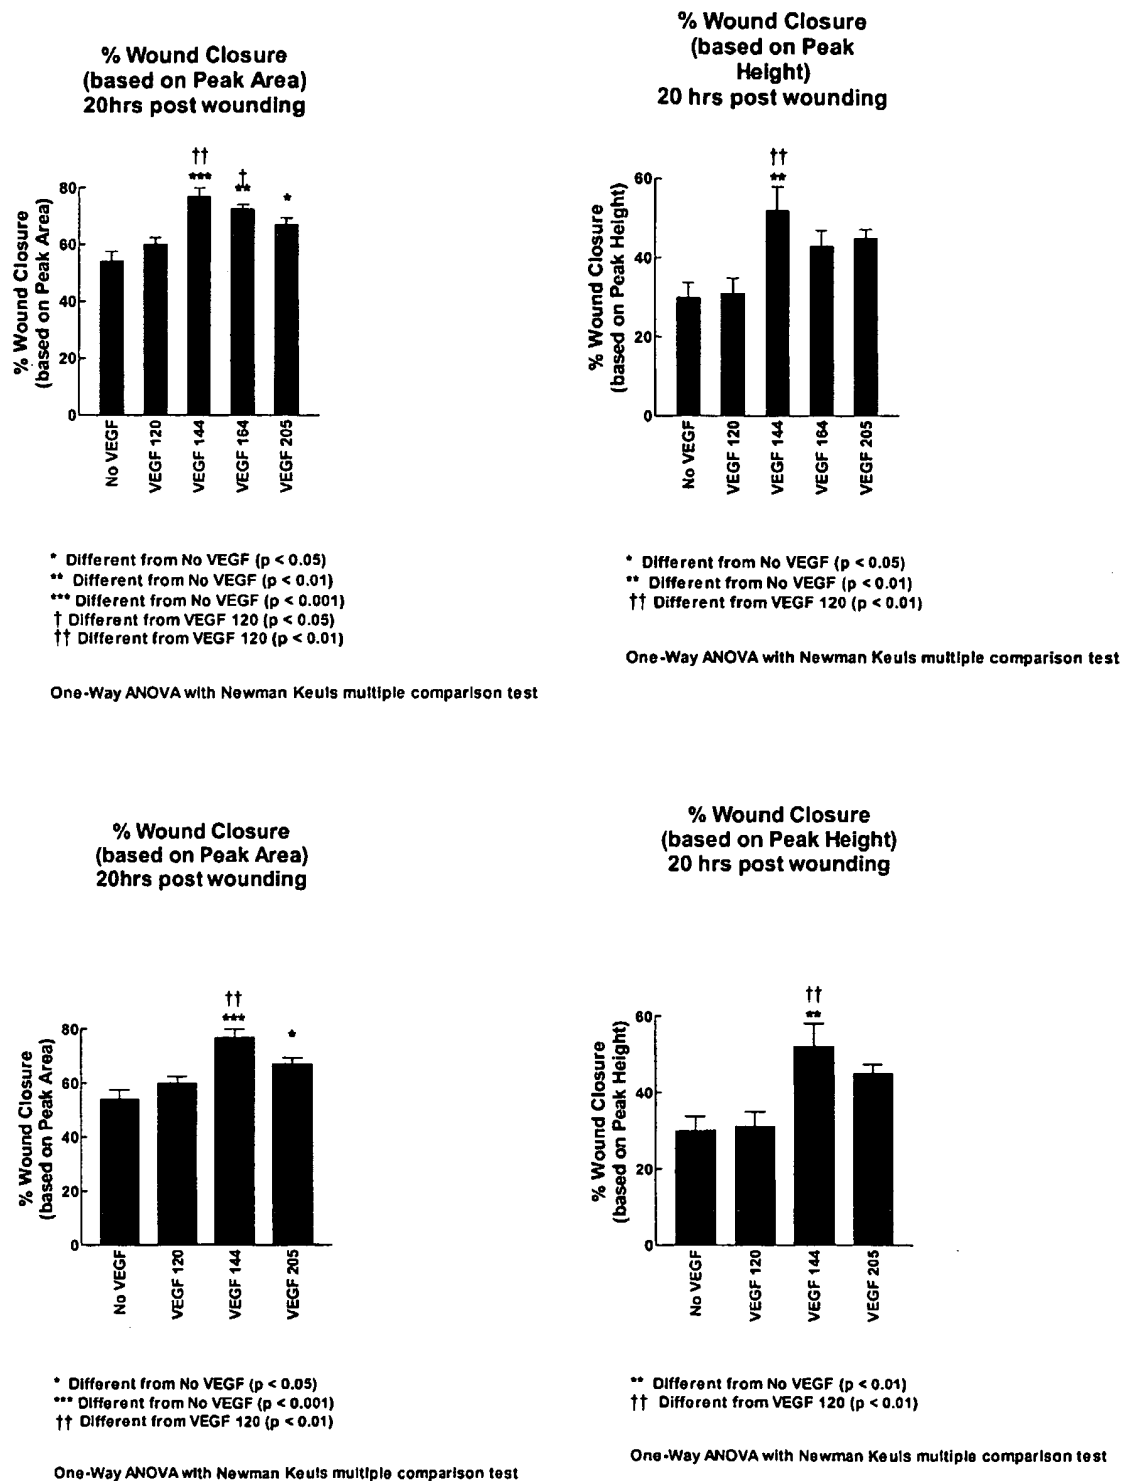 % Wound Closure
(based on Peak Area)
20hrs post wounding
% Wound Closure
(based on Peak Area)
††
***
†
**
*
80
60
40
20
0
No VEGF
VEGF 120
VEGF 144
VEGF 164
VEGF 205
* Different from No VEGF (p < 0.05)
** Different from No VEGF (p < 0.01)
*** Different from No VEGF (p < 0.001)
† Different from VEGF 120 (p < 0.05)
†† Different from VEGF 120 (p < 0.01)
One-Way ANOVA with Newman Keuls multiple comparison test
% Wound Closure
(based on Peak
Height)
20 hrs post wounding
% Wound Closure
(based on Peak Height)
††
**
60
40
20
0
No VEGF
VEGF 120
VEGF 144
VEGF 164
VEGF 205
* Different from No VEGF (p < 0.05)
** Different from No VEGF (p < 0.01)
†† Different from VEGF 120 (p < 0.01)
One-Way ANOVA with Newman Keuls multiple comparison test
% Wound Closure
(based on Peak Area)
20hrs post wounding
% Wound Closure
(based on Peak Area)
††
***
*
80
60
40
20
0
No VEGF
VEGF 120
VEGF 144
VEGF 205
* Different from No VEGF (p < 0.05)
*** Different from No VEGF (p < 0.001)
†† Different from VEGF 120 (p < 0.01)
One-Way ANOVA with Newman Keuls multiple comparison test
% Wound Closure
(based on Peak Height)
20 hrs post wounding
% Wound Closure
(based on Peak Height)
††
**
60
40
20
0
No VEGF
VEGF 120
VEGF 144
VEGF 205
** Different from No VEGF (p < 0.01)
†† Different from VEGF 120 (p < 0.01)
One-Way ANOVA with Newman Keuls multiple comparison test